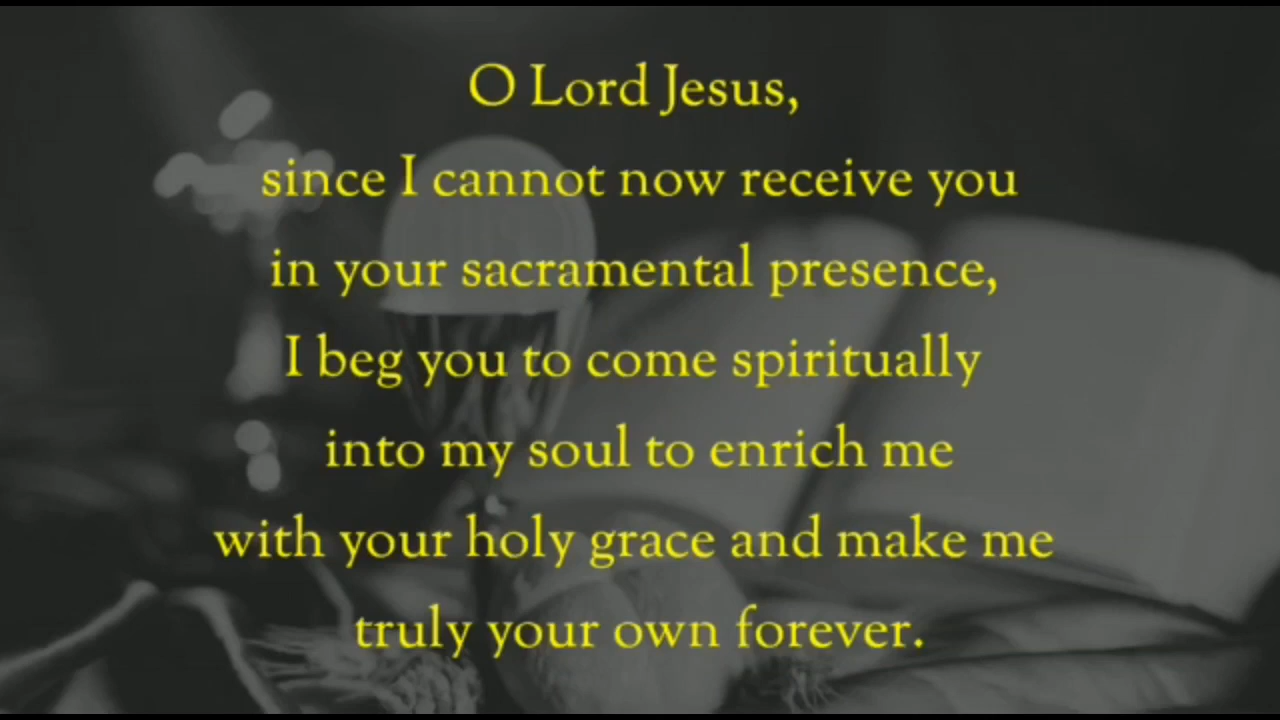 O Lord Jesus,
since I cannot now receive you
in your sacramental presence,
I beg you to come spiritually
into my soul to enrich me
with your holy grace and make me
truly your own forever.